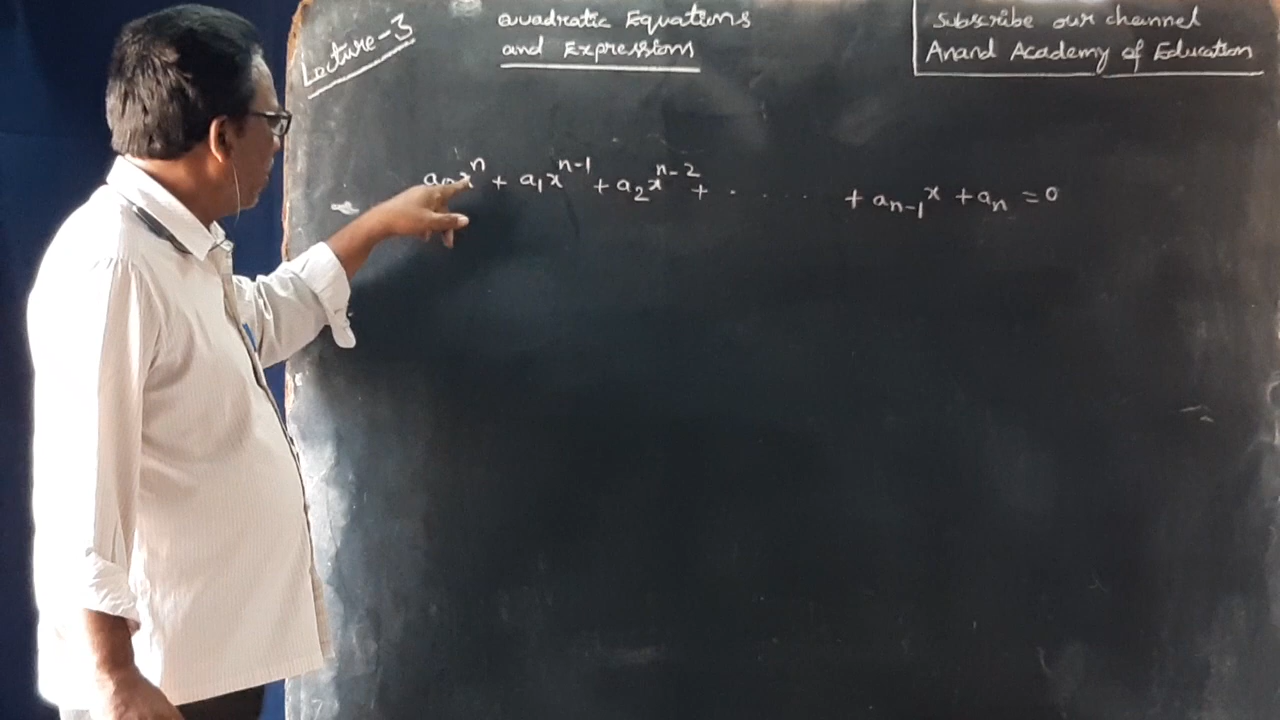 Lecture-3
Quadratic Equations
and Expressions
Subscribe our channel
Anand Academy of Education
a₀xⁿ + a₁xⁿ⁻¹ + a₂xⁿ⁻² + . . . . . + aₙ₋₁x + aₙ = 0